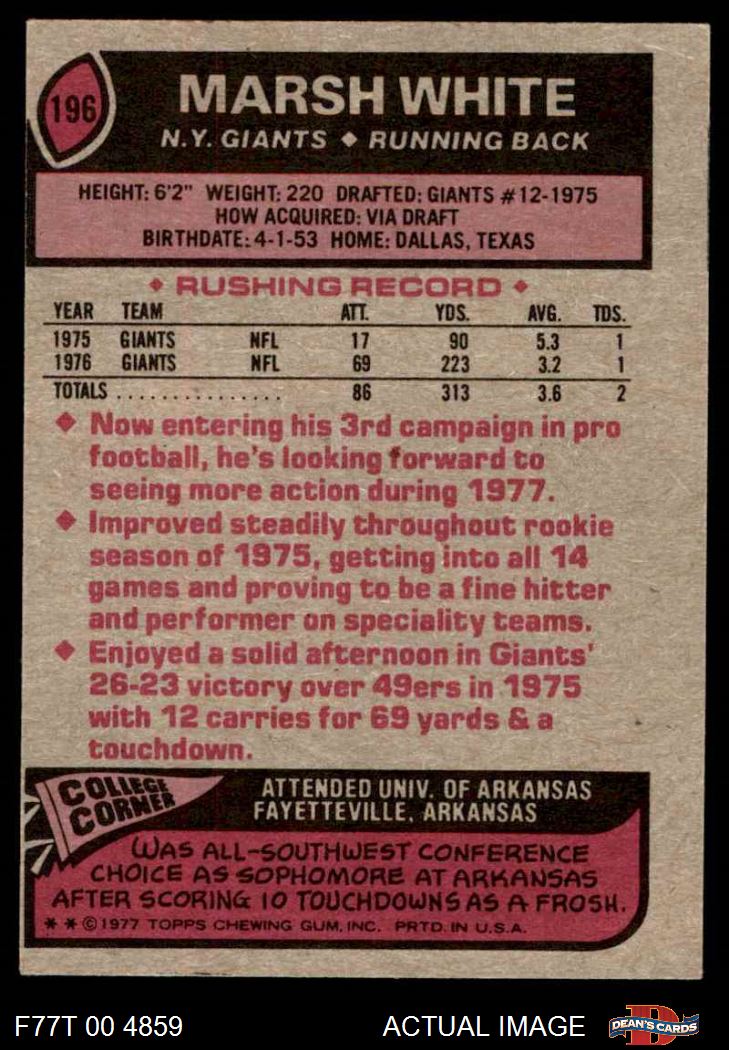 196
MARSH WHITE
N.Y. GIANTS ♦ RUNNING BACK
HEIGHT: 6'2" WEIGHT: 220 DRAFTED: GIANTS #12-1975
HOW ACQUIRED: VIA DRAFT
BIRTHDATE: 4-1-53 HOME: DALLAS, TEXAS
♦ RUSHING RECORD ♦
YEAR TEAM ATT. YDS. AVG. TDS.
1975 GIANTS NFL 17 90 5.3 1
1976 GIANTS NFL 69 223 3.2 1
TOTALS . . . . . . . . . . . . . . . 86 313 3.6 2
♦ Now entering his 3rd campaign in pro
football, he's looking forward to
seeing more action during 1977.
♦ Improved steadily throughout rookie
season of 1975, getting into all 14
games and proving to be a fine hitter
and performer on speciality teams.
♦ Enjoyed a solid afternoon in Giants'
26-23 victory over 49ers in 1975
with 12 carries for 69 yards & a
touchdown.
COLLEGE
CORNER
ATTENDED UNIV. OF ARKANSAS
FAYETTEVILLE, ARKANSAS
WAS ALL-SOUTHWEST CONFERENCE
CHOICE AS SOPHOMORE AT ARKANSAS
AFTER SCORING 10 TOUCHDOWNS AS A FROSH.
* * © 1977 TOPPS CHEWING GUM, INC. PRTD. IN U.S.A.
F77T 00 4859 ACTUAL IMAGE
D
DEAN'S CARDS